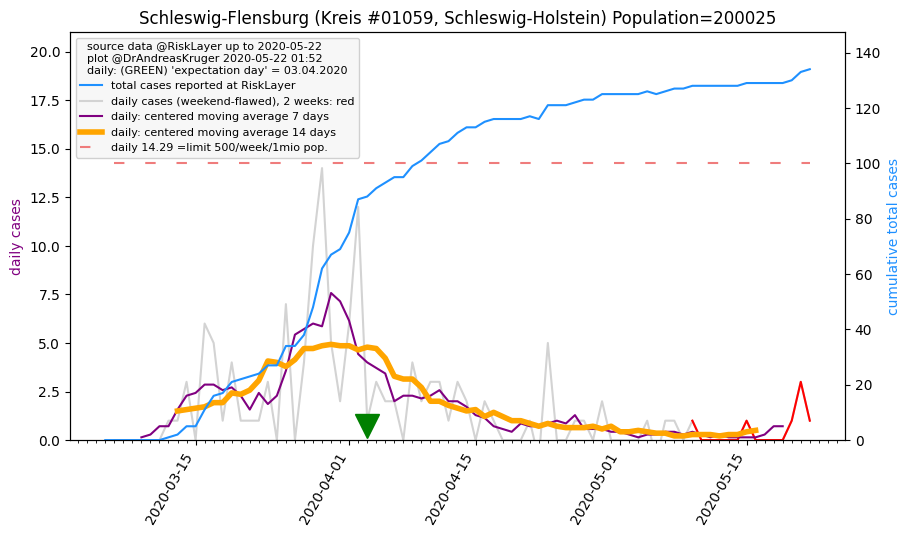 Schleswig-Flensburg (Kreis #01059, Schleswig-Holstein) Population=200025
source data @RiskLayer up to 2020-05-22
plot @DrAndreasKruger 2020-05-22 01:52
daily: (GREEN) 'expectation day' = 03.04.2020
total cases reported at RiskLayer
daily cases (weekend-flawed), 2 weeks: red
daily: centered moving average 7 days
daily: centered moving average 14 days
daily 14.29 =limit 500/week/1mio pop.
daily cases
20.0
17.5
15.0
12.5
10.0
7.5
5.0
2.5
0.0
140
120
100
80
60
40
20
0
cumulative total cases
2020-03-15
2020-04-01
2020-04-15
2020-05-01
2020-05-15